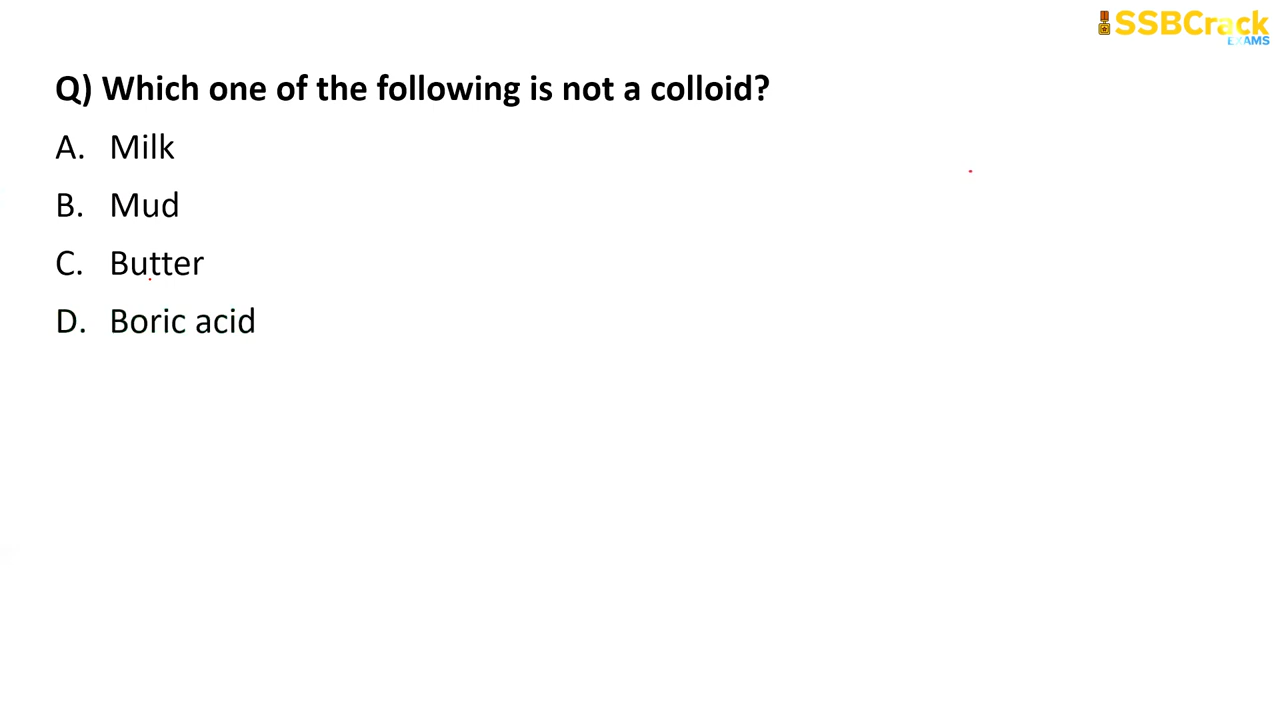 SSBCrack
EXAMS
Q) Which one of the following is not a colloid?
A. Milk
B. Mud
C. Butter
D. Boric acid